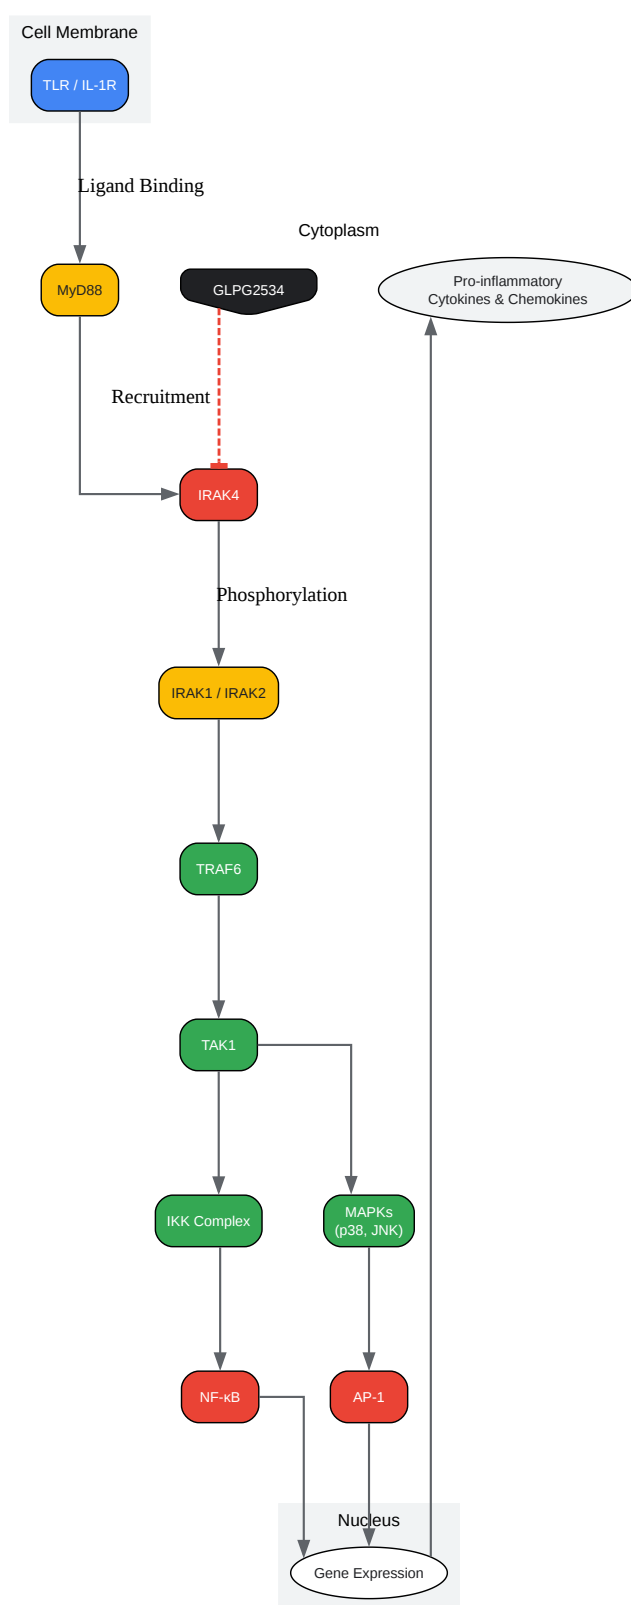 Cell Membrane
TLR / IL-1R
Ligand Binding
Cytoplasm
MyD88
GLPG2534
Pro-inflammatory
Cytokines & Chemokines
Recruitment
IRAK4
Phosphorylation
IRAK1 / IRAK2
TRAF6
TAK1
IKK Complex
MAPKs
(p38, JNK)
NF-κB
AP-1
Nucleus
Gene Expression